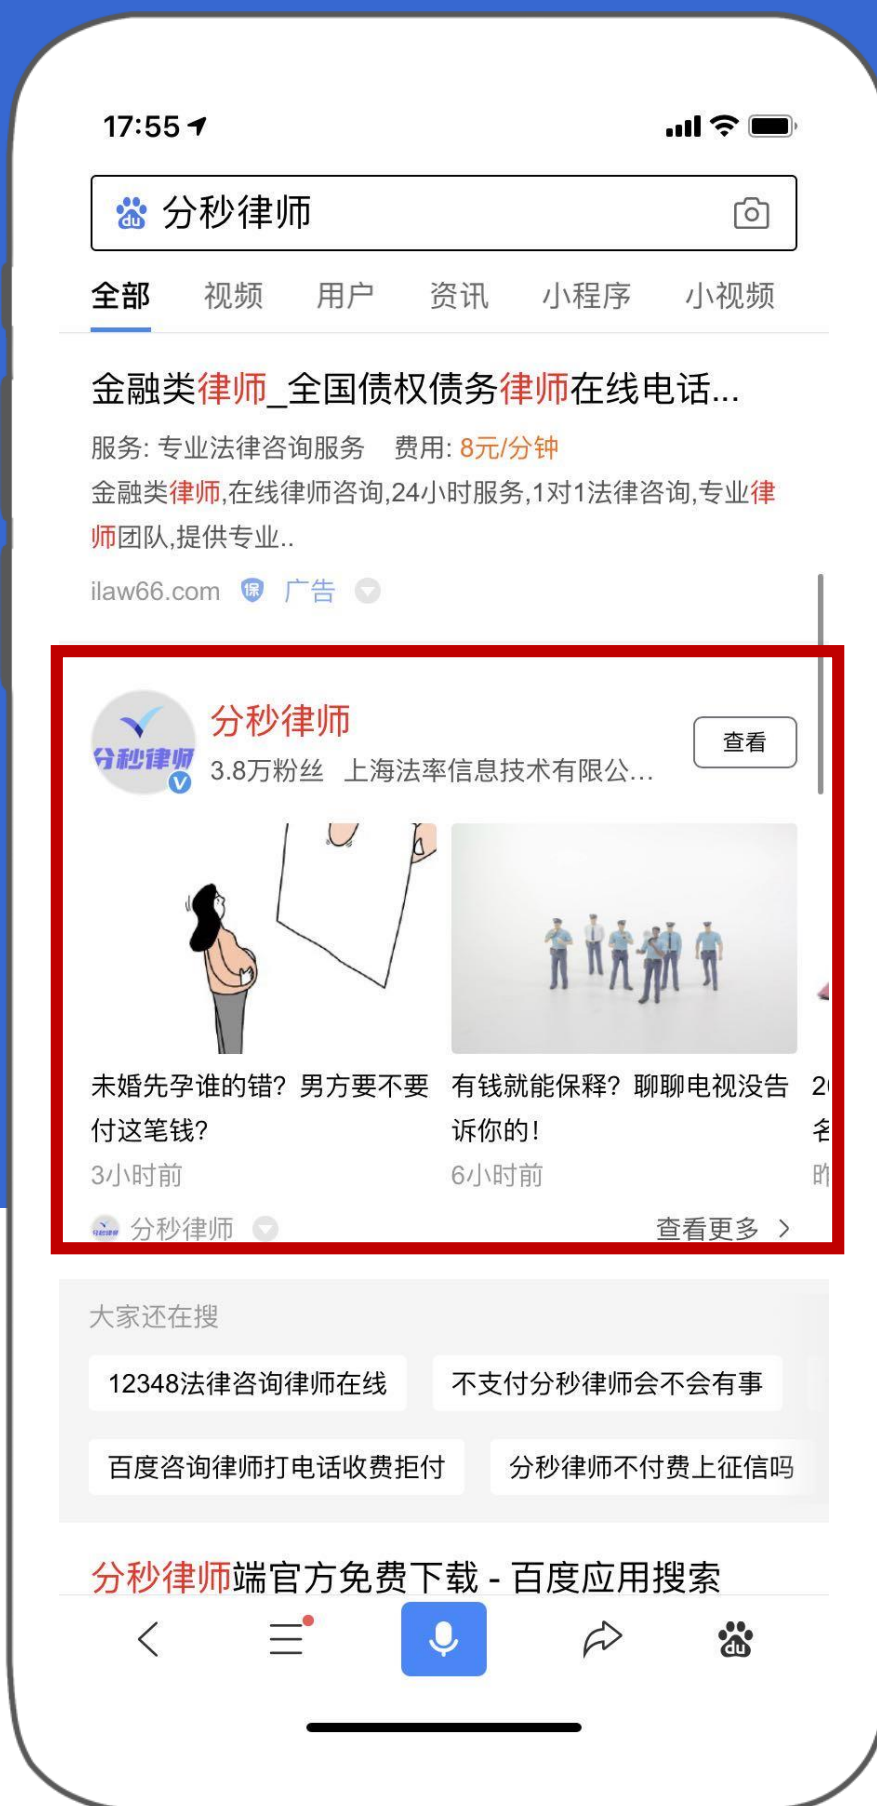 17:55
du 分秒律师
全部 视频 用户 资讯 小程序 小视频
金融类律师_全国债权债务律师在线电话...
服务: 专业法律咨询服务 费用: 8元/分钟
金融类律师,在线律师咨询,24小时服务,1对1法律咨询,专业律
师团队,提供专业..
ilaw66.com 保 广告
分秒律师
分秒律师
3.8万粉丝 上海法率信息技术有限公...
查看
未婚先孕谁的错？男方要不要
付这笔钱？
3小时前
有钱就能保释？聊聊电视没告
诉你的！
6小时前
分秒律师
查看更多
大家还在搜
12348法律咨询律师在线 不支付分秒律师会不会有事
百度咨询律师打电话收费拒付 分秒律师不付费上征信吗
分秒律师端官方免费下载 - 百度应用搜索
du